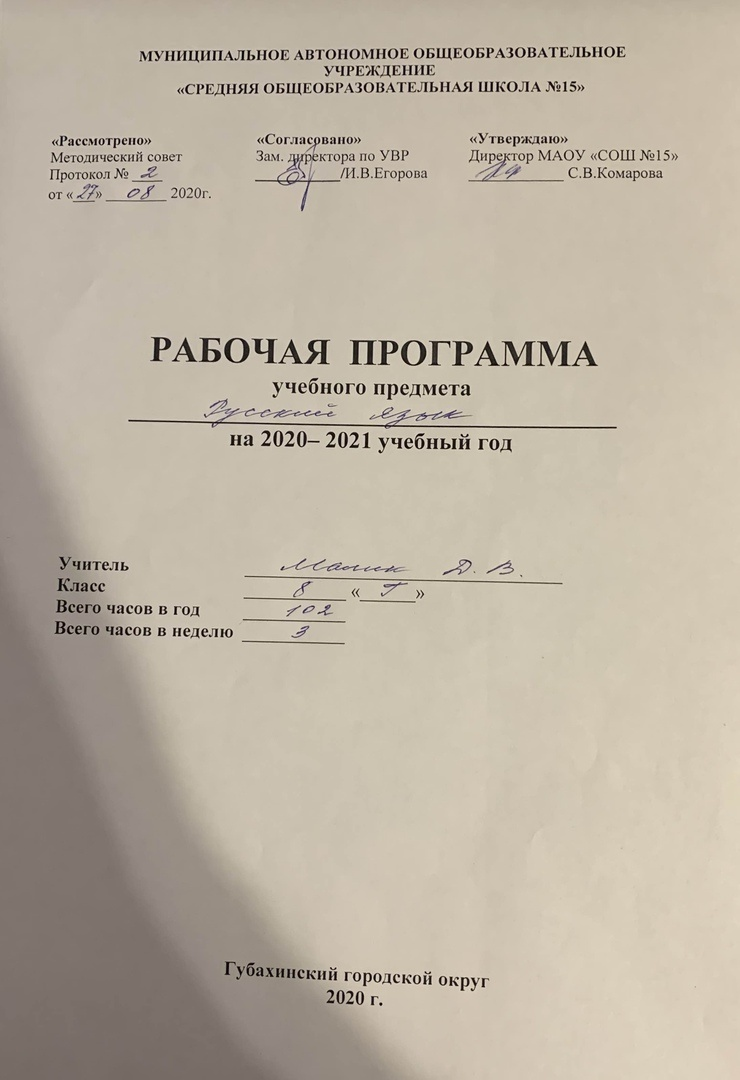 МУНИЦИПАЛЬНОЕ АВТОНОМНОЕ ОБЩЕОБРАЗОВАТЕЛЬНОЕ
УЧРЕЖДЕНИЕ
«СРЕДНЯЯ ОБЩЕОБРАЗОВАТЕЛЬНАЯ ШКОЛА №15»
«Рассмотрено»
Методический совет
Протокол № 2
от «27» 08 2020г.
«Согласовано»
Зам. директора по УВР
/И.В.Егорова
«Утверждаю»
Директор МАОУ «СОШ №15»
С.В.Комарова
РАБОЧАЯ ПРОГРАММА
учебного предмета
Русский язык
на 2020– 2021 учебный год
Учитель Малик Д. В.
Класс 8 «Г»
Всего часов в год 102
Всего часов в неделю 3
Губахинский городской округ
2020 г.